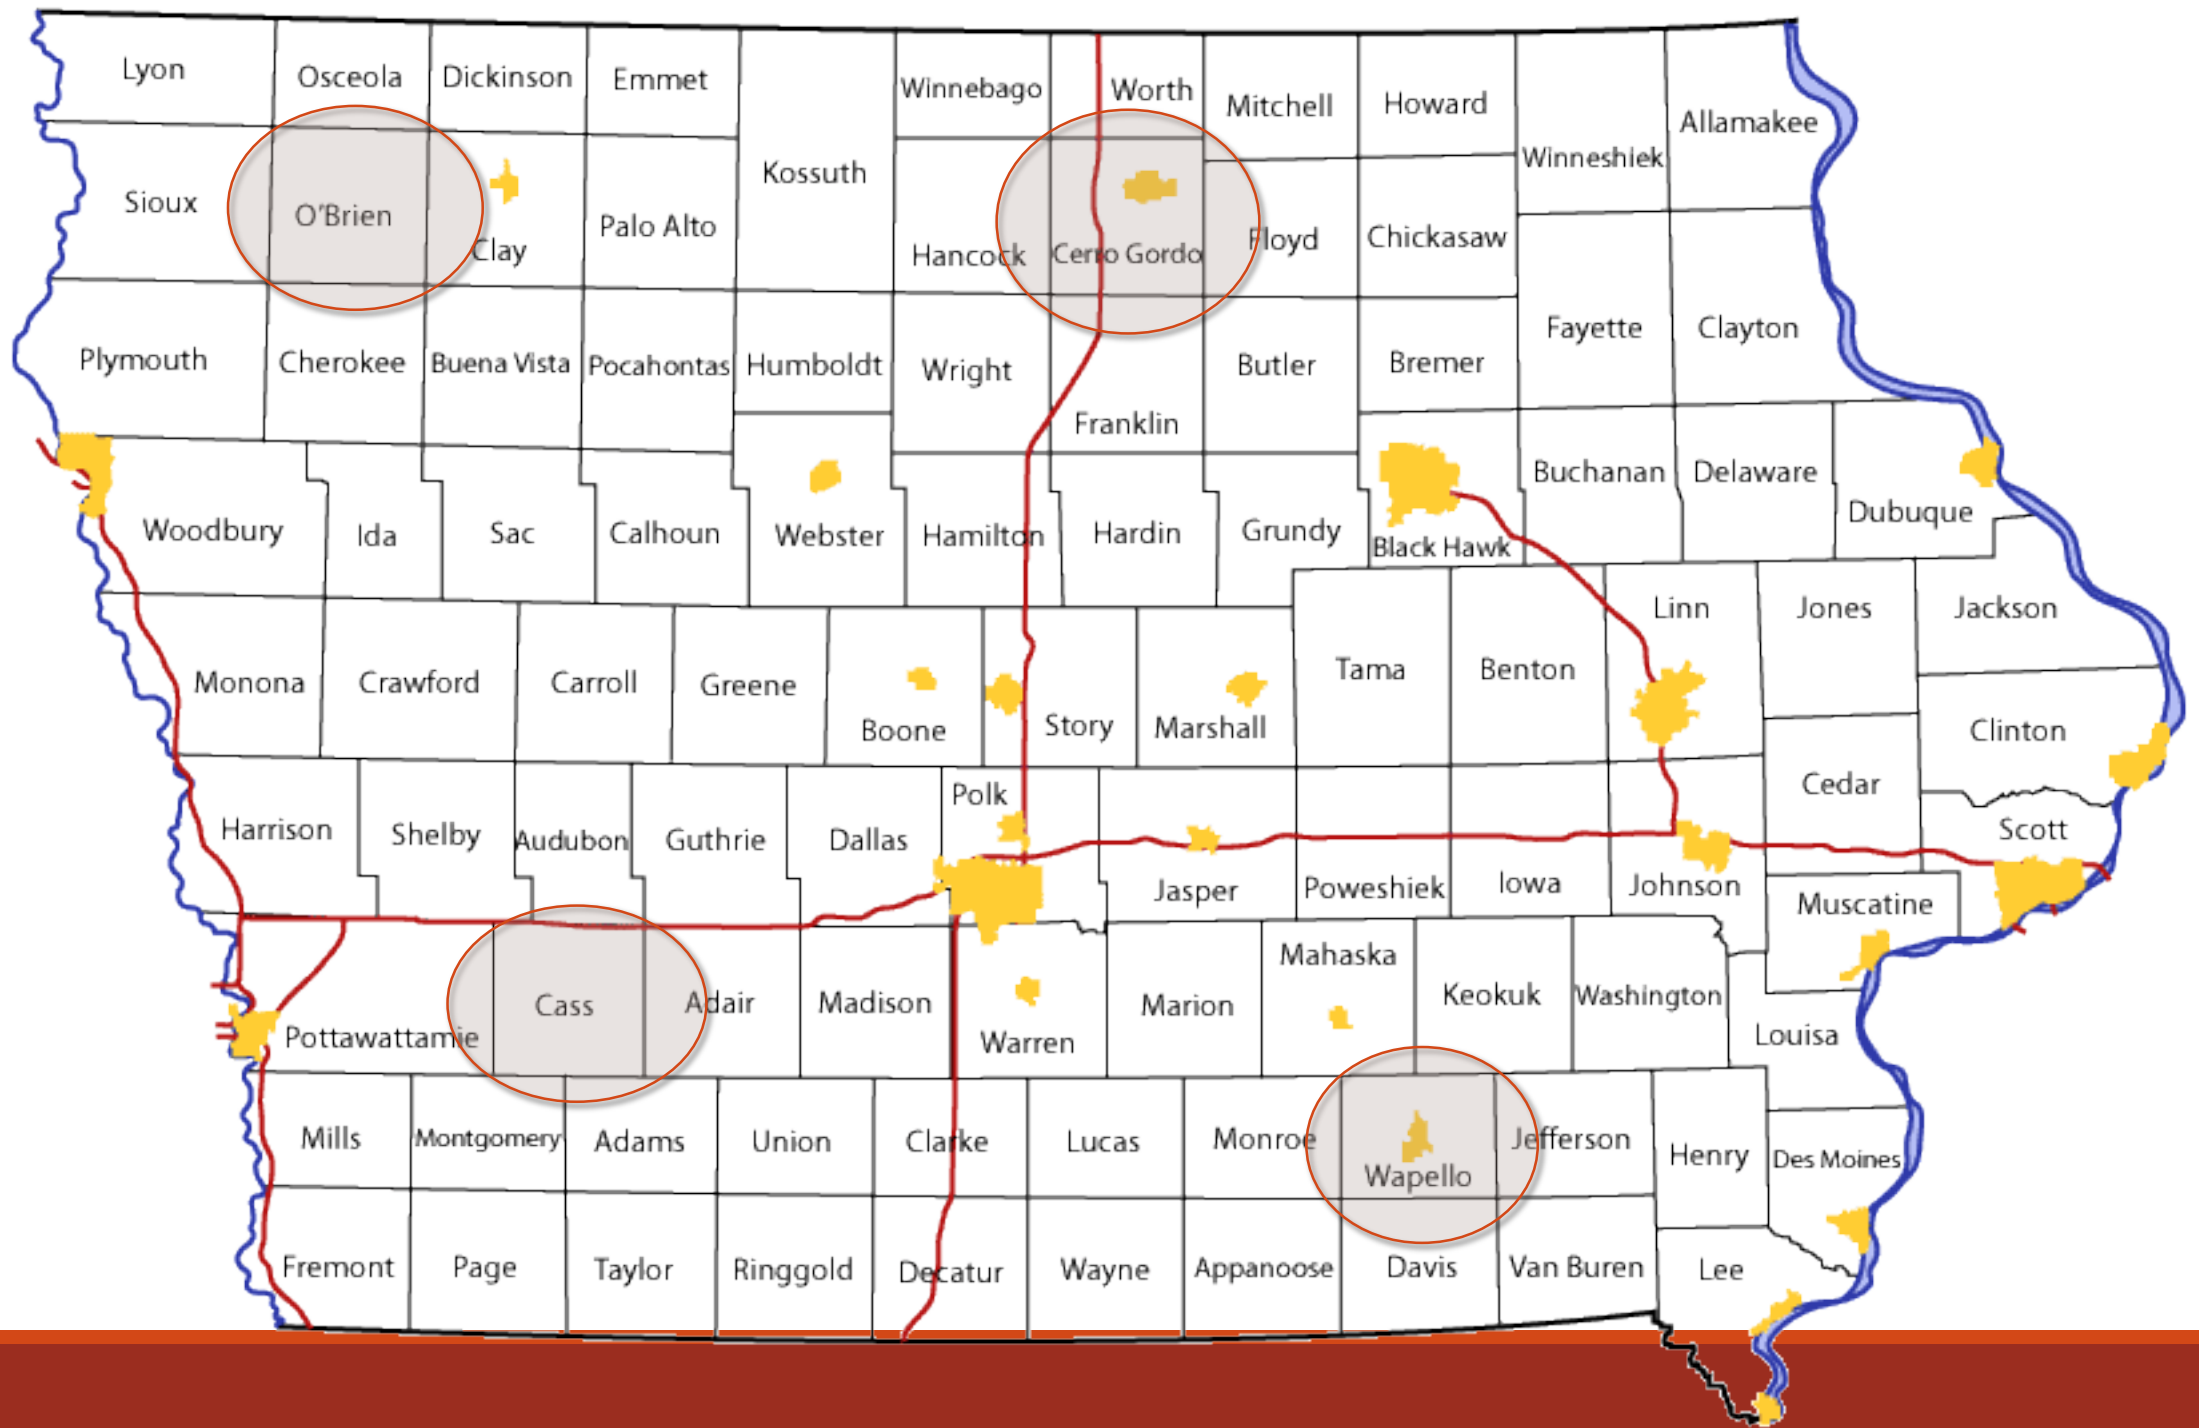 Lyon
Osceola
Dickinson
Emmet
Winnebago
Worth
Mitchell
Howard
Allamakee
Winneshiek
Kossuth
Sioux
O'Brien
Clay
Palo Alto
Hancock
Cerro Gordo
Floyd
Chickasaw
Fayette
Clayton
Plymouth
Cherokee
Buena Vista
Pocahontas
Humboldt
Wright
Franklin
Butler
Bremer
Buchanan
Delaware
Dubuque
Woodbury
Ida
Sac
Calhoun
Webster
Hamilton
Hardin
Grundy
Black Hawk
Linn
Jones
Jackson
Monona
Crawford
Carroll
Greene
Boone
Story
Marshall
Tama
Benton
Clinton
Cedar
Harrison
Shelby
Audubon
Guthrie
Dallas
Polk
Jasper
Poweshiek
Iowa
Johnson
Scott
Muscatine
Pottawattamie
Cass
Adair
Madison
Warren
Marion
Mahaska
Keokuk
Washington
Louisa
Mills
Montgomery
Adams
Union
Clarke
Lucas
Monroe
Wapello
Jefferson
Henry
Des Moines
Fremont
Page
Taylor
Ringgold
Decatur
Wayne
Appanoose
Davis
Van Buren
Lee